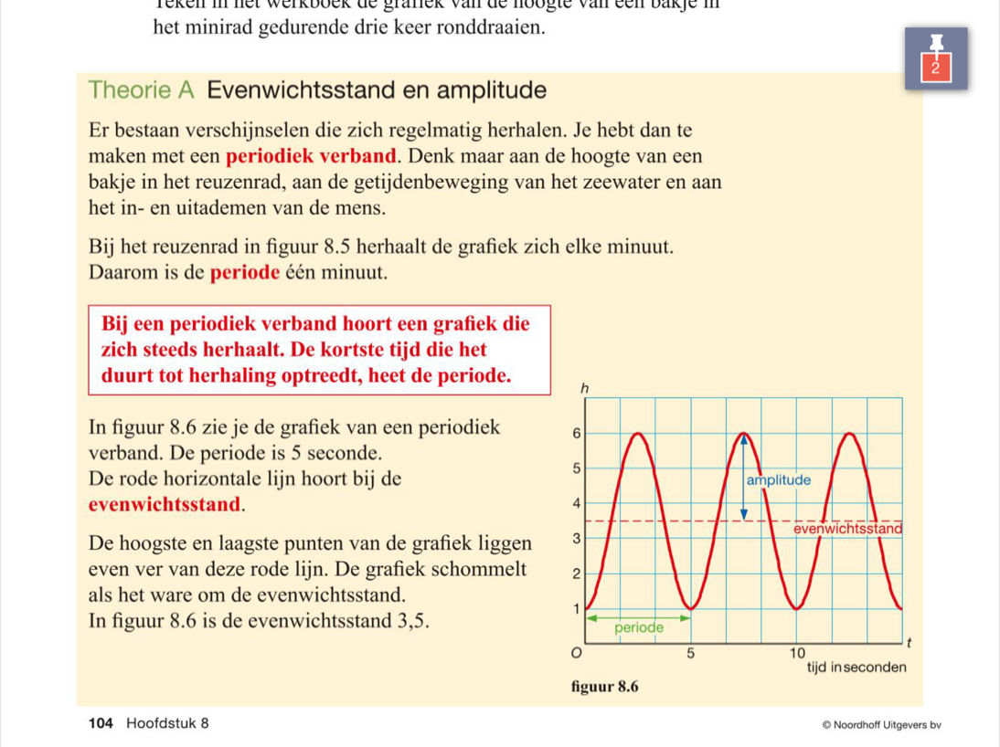 Teken in het werkboek de grafiek van de hoogte van een bakje in
het minirad gedurende drie keer ronddraaien.
2
Theorie A Evenwichtsstand en amplitude
Er bestaan verschijnselen die zich regelmatig herhalen. Je hebt dan te
maken met een periodiek verband. Denk maar aan de hoogte van een
bakje in het reuzenrad, aan de getijdenbeweging van het zeewater en aan
het in- en uitademen van de mens.
Bij het reuzenrad in figuur 8.5 herhaalt de grafiek zich elke minuut.
Daarom is de periode één minuut.
Bij een periodiek verband hoort een grafiek die
zich steeds herhaalt. De kortste tijd die het
duurt tot herhaling optreedt, heet de periode.
In figuur 8.6 zie je de grafiek van een periodiek
verband. De periode is 5 seconde.
De rode horizontale lijn hoort bij de
evenwichtsstand.
De hoogste en laagste punten van de grafiek liggen
even ver van deze rode lijn. De grafiek schommelt
als het ware om de evenwichtsstand.
In figuur 8.6 is de evenwichtsstand 3,5.
h
6
5
amplitude
4
evenwichtsstand
3
2
1
periode
O
5
10
t
tijd in seconden
figuur 8.6
104 Hoofdstuk 8
© Noordhoff Uitgevers bv